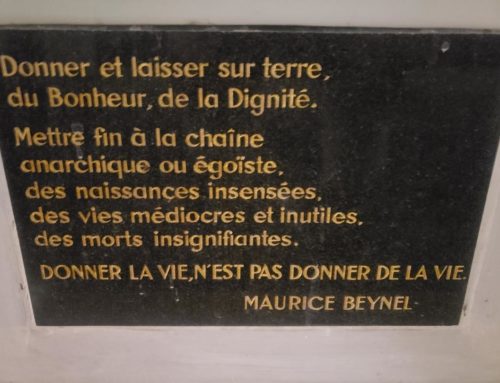 Donner et laisser sur terre,
du Bonheur, de la Dignité.
Mettre fin à la chaîne
anarchique ou égoïste,
des naissances insensées,
des vies médiocres et inutiles,
des morts insignifiantes.
DONNER LA VIE, N'EST PAS DONNER DE LA VIE.
MAURICE BEYNEL